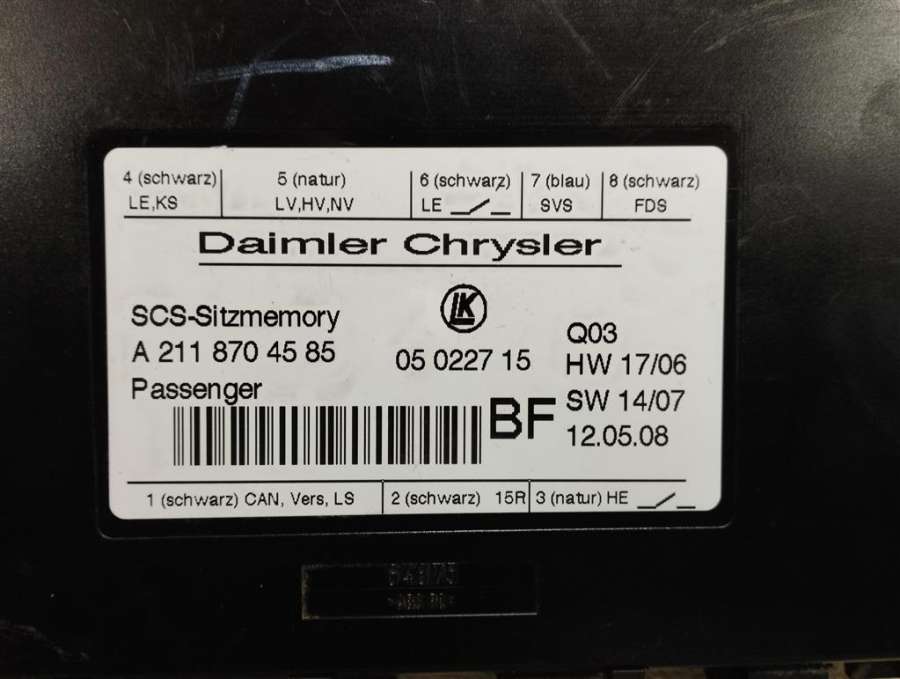 4 (schwarz) 5 (natur) 6 (schwarz) 7 (blau) 8 (schwarz)
LE,KS LV,HV,NV LE SVS FDS
Daimler Chrysler
SCS-Sitzmemory
LK
Q03
A 211 870 45 85
05 0227 15
HW 17/06
Passenger
BF
SW 14/07
12.05.08
1 (schwarz) CAN, Vers, LS 2 (schwarz) 15R 3 (natur) HE